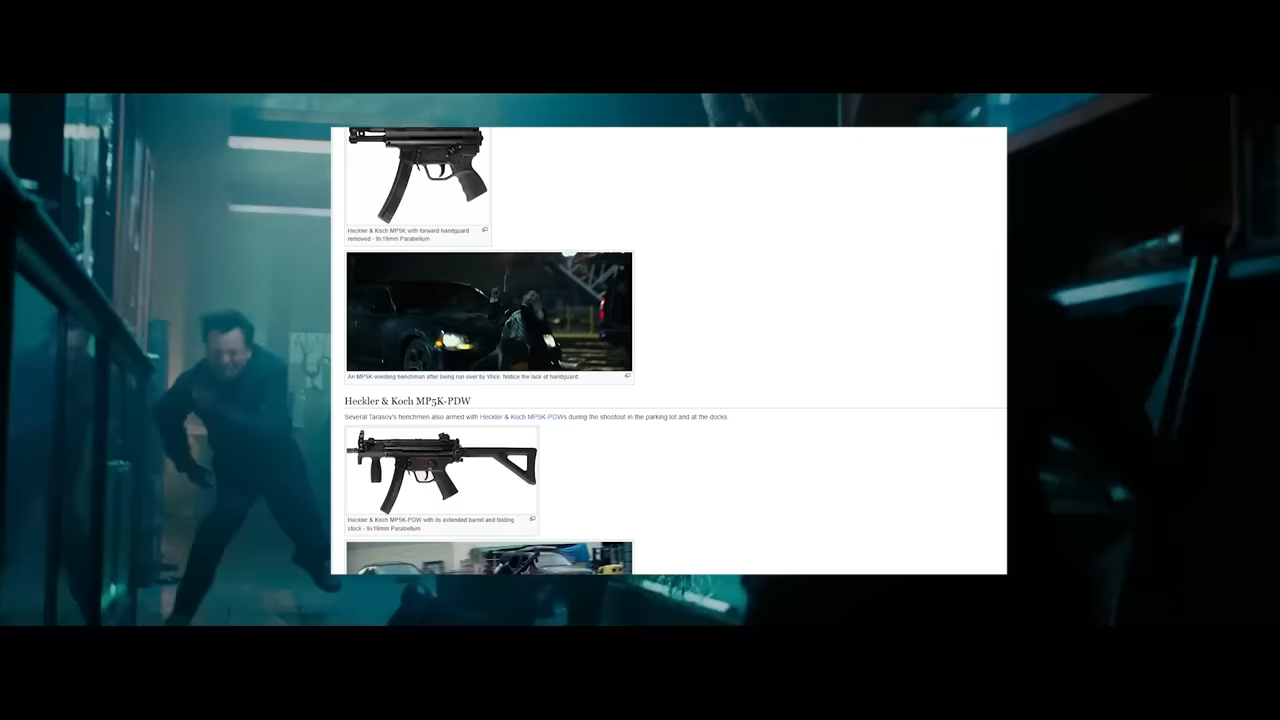 Heckler & Koch MP5K with forward handguard
removed - 9x19mm Parabellum
An MP5K-wielding henchman after being run over by Wick. Notice the lack of handguard.
Heckler & Koch MP5K-PDW
Several Tarasov's henchmen also armed with Heckler & Koch MP5K-PDWs during the shootout in the parking lot and at the docks.
Heckler & Koch MP5K-PDW with its extended barrel and folding
stock - 9x19mm Parabellum